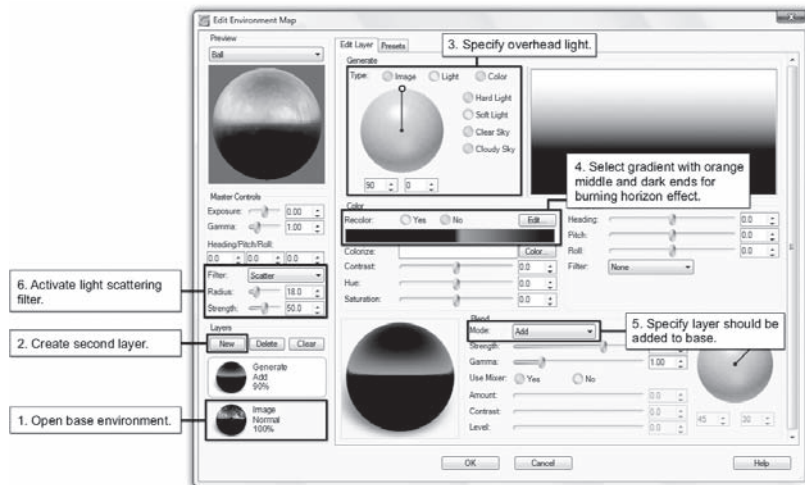 Edit Environment Map
Preview
Ball
Edit Layer Presets
3. Specify overhead light.
Generate
Type: Image Light Color
Hard Light
Soft Light
Clear Sky
Cloudy Sky
90 0
4. Select gradient with orange
middle and dark ends for
burning horizon effect.
Master Controls
Exposure: 0.00
Gamma: 1.00
Heading/Pitch/Roll:
0.0 0.0 0.0
Filter: Scatter
Radius: 18.0
Strength: 50.0
6. Activate light scattering
filter.
Color
Recolor: Yes No Edit...
Colorize: Color...
Contrast: 0.0
Hue: 0.0
Saturation: 0.0
Heading: 0.0
Pitch: 0.0
Roll: 0.0
Filter: None
Layers
New Delete Clear
2. Create second layer.
Generate
Add
90%
Image
Normal
100%
1. Open base environment.
Blend
Mode: Add
5. Specify layer should be
added to base.
Strength:
Gamma: 1.00
Use Mixer: Yes No
Amount: 0.0
Contrast: 0.0
Level: 0.0
45 30
OK Cancel Help